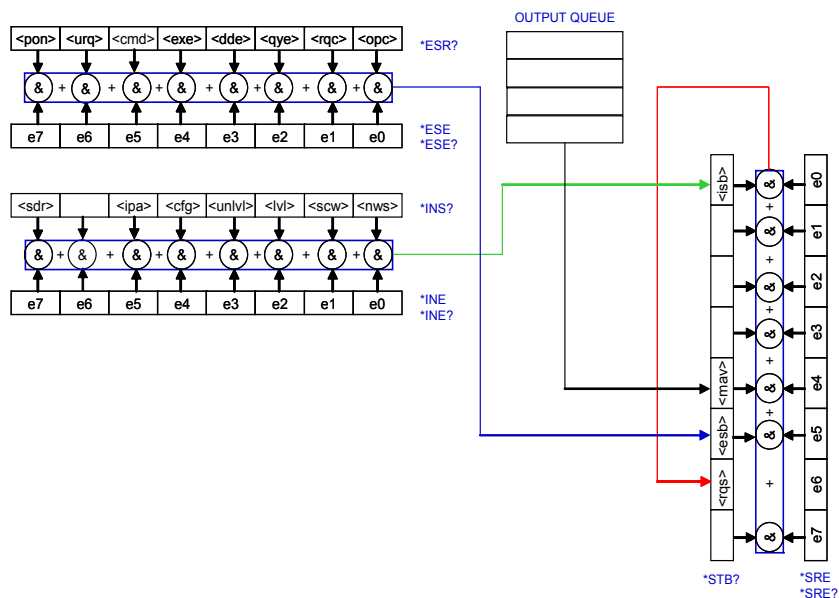 OUTPUT QUEUE
<pon> <urq> <cmd> <exe> <dde> <qye> <rqc> <opc>
*ESR?
& + & + & + & + & + & + & + &
e7 e6 e5 e4 e3 e2 e1 e0
*ESE
*ESE?
<sdr> <ipa> <cfg> <unlvl> <lvl> <scw> <nws>
*INS?
& + & + & + & + & + & + & + &
e7 e6 e5 e4 e3 e2 e1 e0
*INE
*INE?
<isb> & e0
+
& e1
+
& e2
+
& e3
+
<mav> & e4
+
<esb> & e5
<rqs> + e6
& e7
*STB?
*SRE
*SRE?